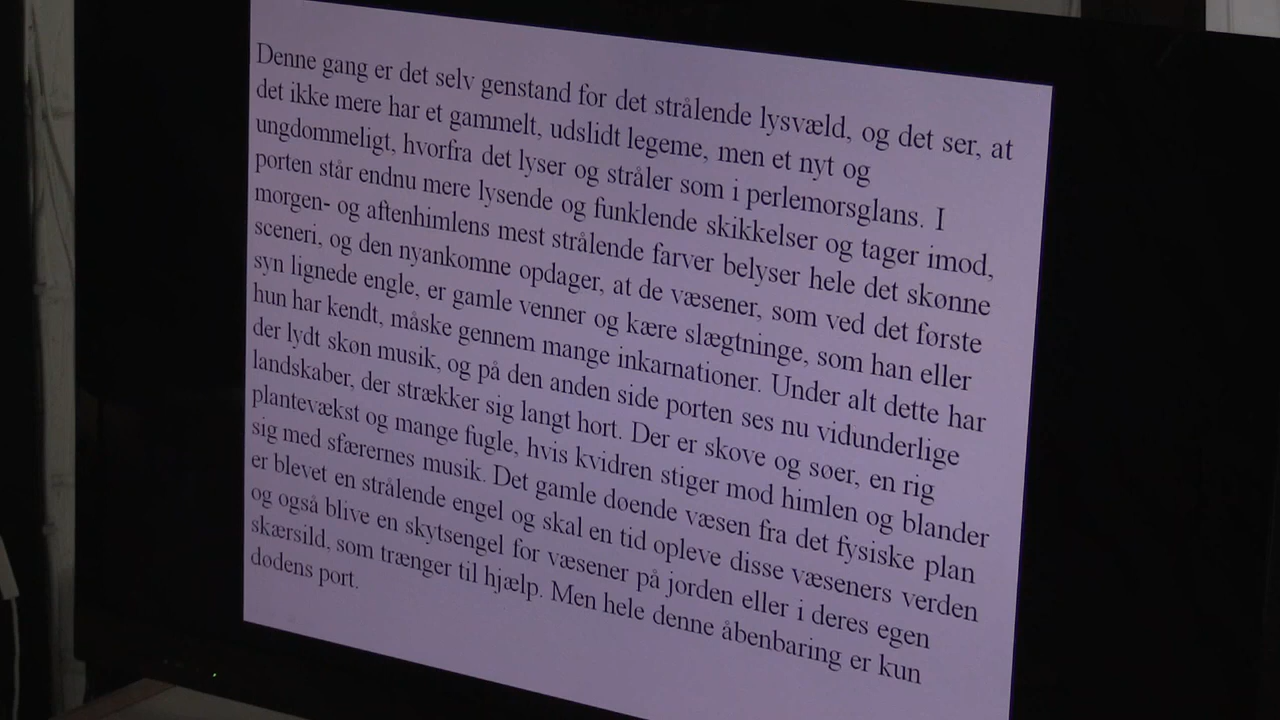 Denne gang er det selv genstand for det strålende lysvæld, og det ser, at
det ikke mere har et gammelt, udslidt legeme, men et nyt og
ungdommeligt, hvorfra det lyser og stråler som i perlemorsglans. I
porten står endnu mere lysende og funklende skikkelser og tager imod,
morgen- og aftenhimlens mest strålende farver belyser hele det skønne
sceneri, og den nyankomne opdager, at de væsener, som ved det første
syn lignede engle, er gamle venner og kære slægtninge, som han eller
hun har kendt, måske gennem mange inkarnationer. Under alt dette har
der lydt skøn musik, og på den anden side porten ses nu vidunderlige
landskaber, der strækker sig langt hort. Der er skove og søer, en rig
plantevækst og mange fugle, hvis kvidren stiger mod himlen og blander
sig med sfærernes musik. Det gamle døende væsen fra det fysiske plan
er blevet en strålende engel og skal en tid opleve disse væseners verden
og også blive en skytsengel for væsener på jorden eller i deres egen
skærsild, som trænger til hjælp. Men hele denne åbenbaring er kun
dødens port.